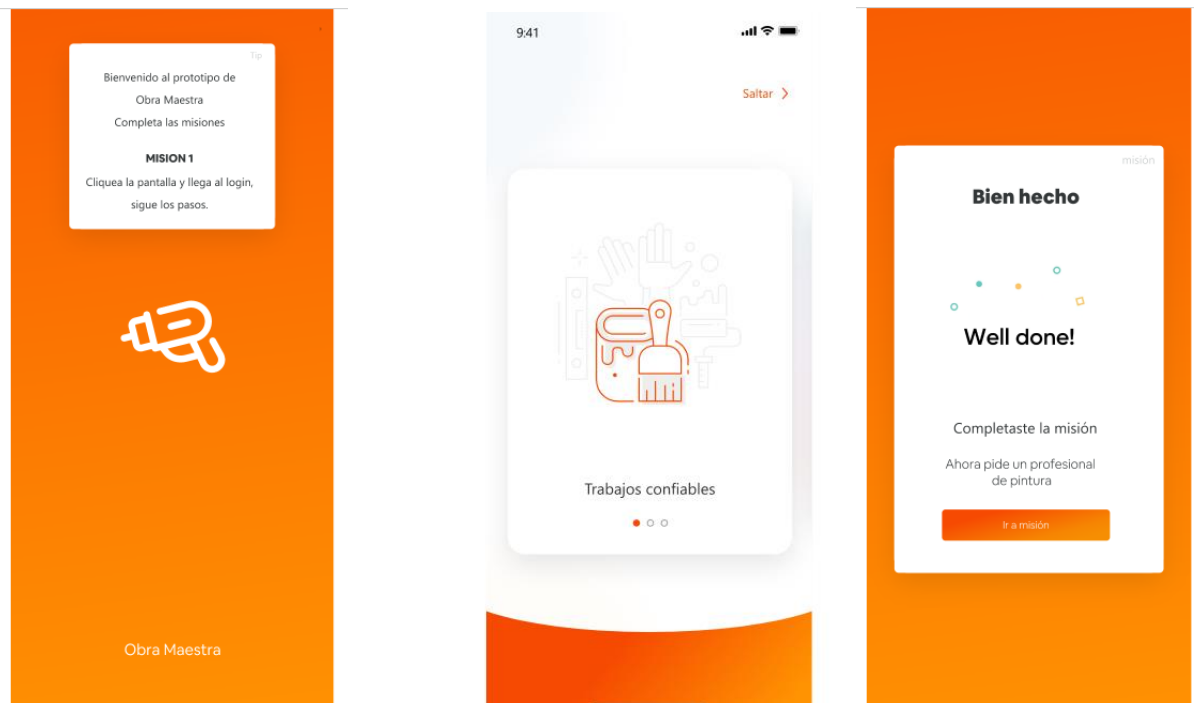 Tip
Bienvenido al prototipo de
Obra Maestra
Completa las misiones
MISION 1
Cliquea la pantalla y llega al login,
sigue los pasos.
Obra Maestra
9:41
Saltar
Trabajos confiables
misión
Bien hecho
Well done!
Completaste la misión
Ahora pide un profesional
de pintura
Ir a misión